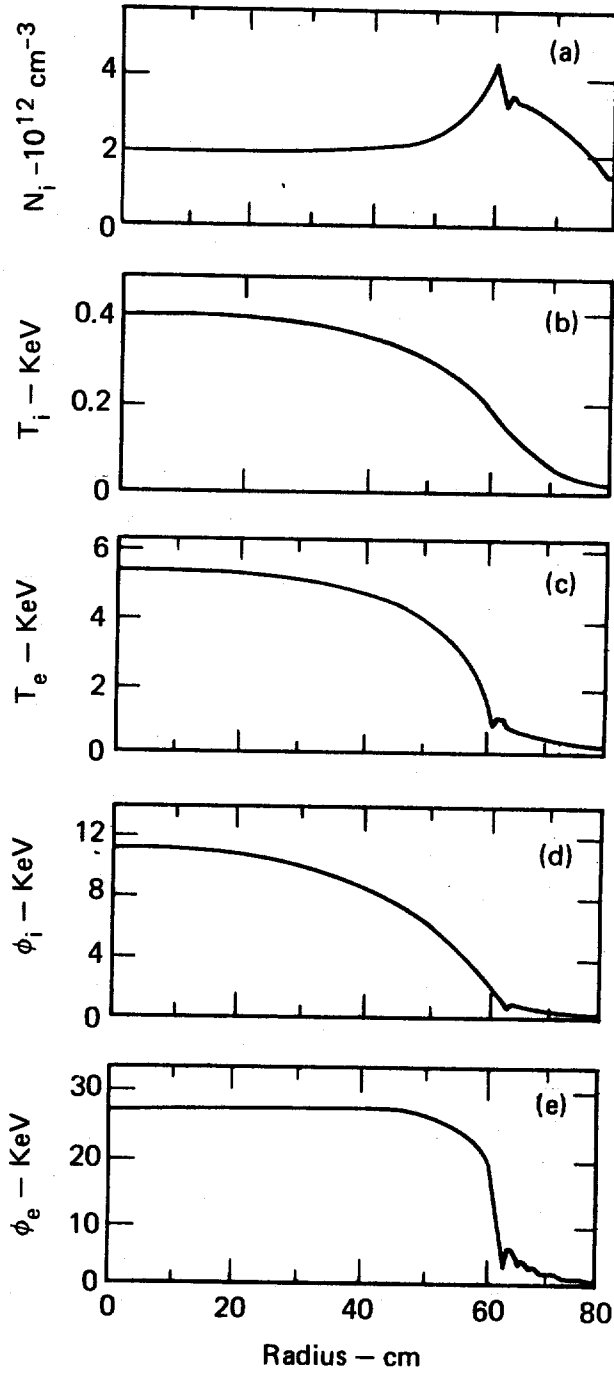 (a)
N_i – 10^12 cm^-3
4
2
0
(b)
T_i – KeV
0.4
0.2
0
(c)
T_e – KeV
6
4
2
0
(d)
ϕ_i – KeV
12
8
4
0
(e)
ϕ_e – KeV
30
20
10
0
0 20 40 60 80
Radius – cm